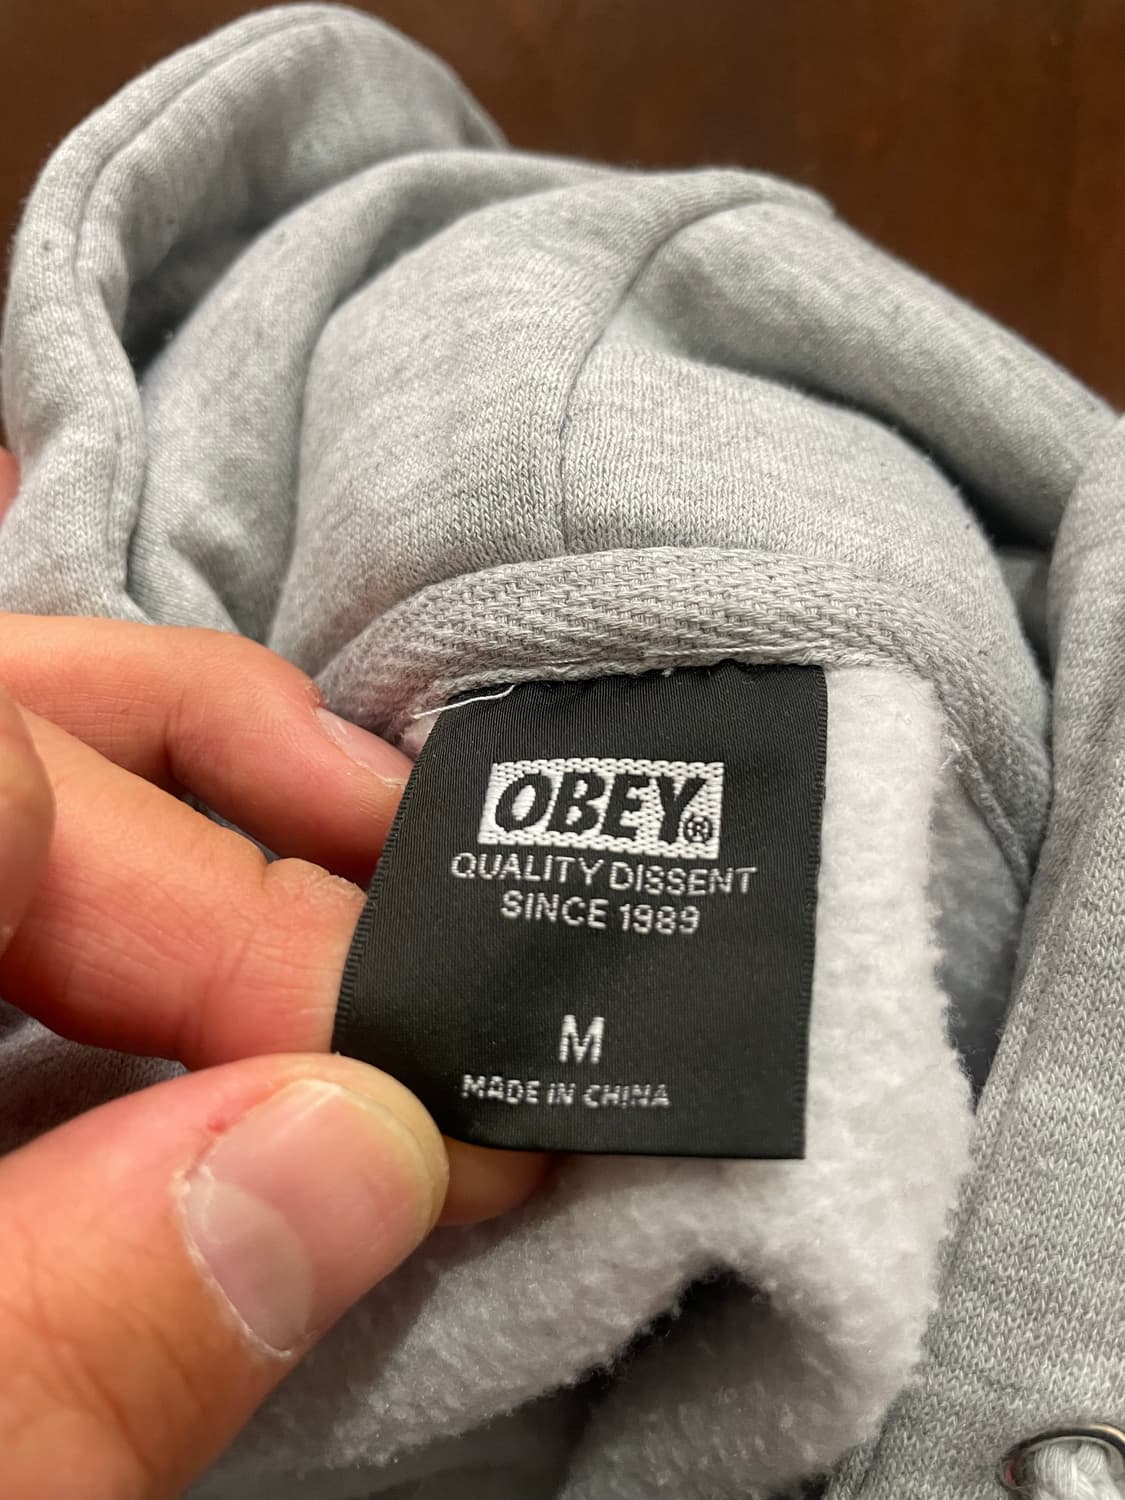 OBEY®
QUALITY DISSENT
SINCE 1989
M
MADE IN CHINA